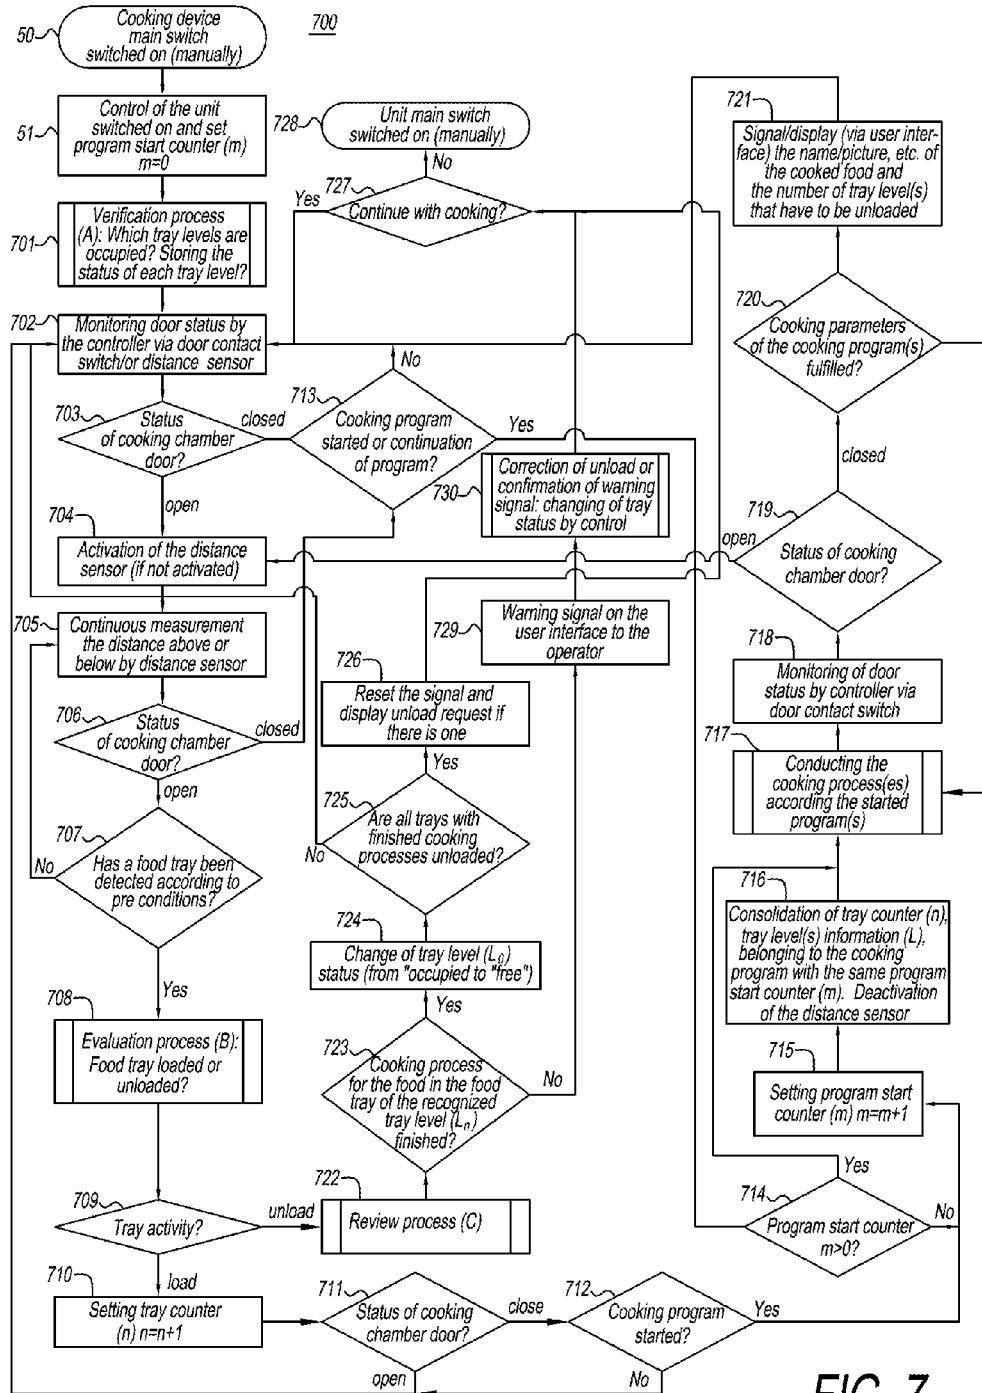 700
50
Cooking device
main switch
switched on (manually)
51
Control of the unit
switched on and set
program start counter (m)
m=0
701
Verification process
(A): Which tray levels are
occupied? Storing the
status of each tray level?
702
Monitoring door status by
the controller via door contact
switch/or distance sensor
703
Status
of cooking chamber
door?
closed
open
704
Activation of the distance
sensor (if not activated)
705
Continuous measurement
the distance above or
below by distance sensor
706
Status
of cooking chamber
door?
closed
open
707
Has a food tray been
detected according to
pre conditions?
No
Yes
708
Evaluation process (B):
Food tray loaded or
unloaded?
709
Tray activity?
unload
load
710
Setting tray counter
(n) n=n+1
711
Status of cooking
chamber door?
close
open
712
Cooking program
started?
Yes
No
728
Unit main switch
switched on (manually)
No
727
Continue with cooking?
Yes
No
713
Cooking program
started or continuation
of program?
Yes
730
Correction of unload or
confirmation of warning
signal: changing of tray
status by control
729
Warning signal on the
user interface to the
operator
726
Reset the signal and
display unload request if
there is one
Yes
725
Are all trays with
finished cooking
processes unloaded?
No
724
Change of tray level (L0)
status (from "occupied to "free")
Yes
723
Cooking process
for the food in the food
tray of the recognized
tray level (Ln)
finished?
No
722
Review process (C)
721
Signal/display (via user inter-
face) the name/picture, etc. of
the cooked food and
the number of tray level(s)
that have to be unloaded
720
Cooking parameters
of the cooking program(s)
fulfilled?
closed
719
open
Status of cooking
chamber door?
718
Monitoring of door
status by controller via
door contact switch
717
Conducting the
cooking process(es)
according the started
program(s)
716
Consolidation of tray counter (n),
tray level(s) information (L),
belonging to the cooking
program with the same program
start counter (m). Deactivation
of the distance sensor
715
Setting program start
counter (m) m=m+1
Yes
714
Program start counter
m>0?
No
FIG. 7